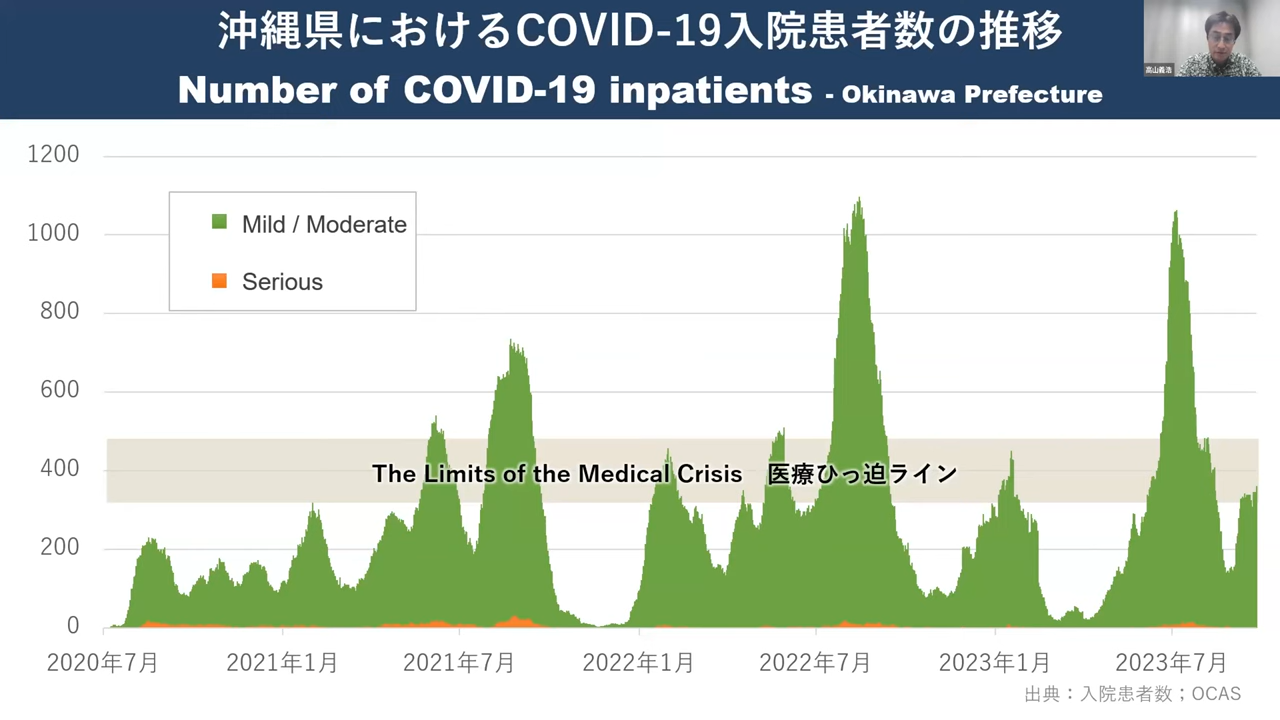 沖縄県におけるCOVID-19入院患者数の推移
Number of COVID-19 inpatients - Okinawa Prefecture
高山義浩
1200
1000
800
600
400
200
0
Mild / Moderate
Serious
The Limits of the Medical Crisis 医療ひっ迫ライン
2020年7月 2021年1月 2021年7月 2022年1月 2022年7月 2023年1月 2023年7月
出典：入院患者数；OCAS